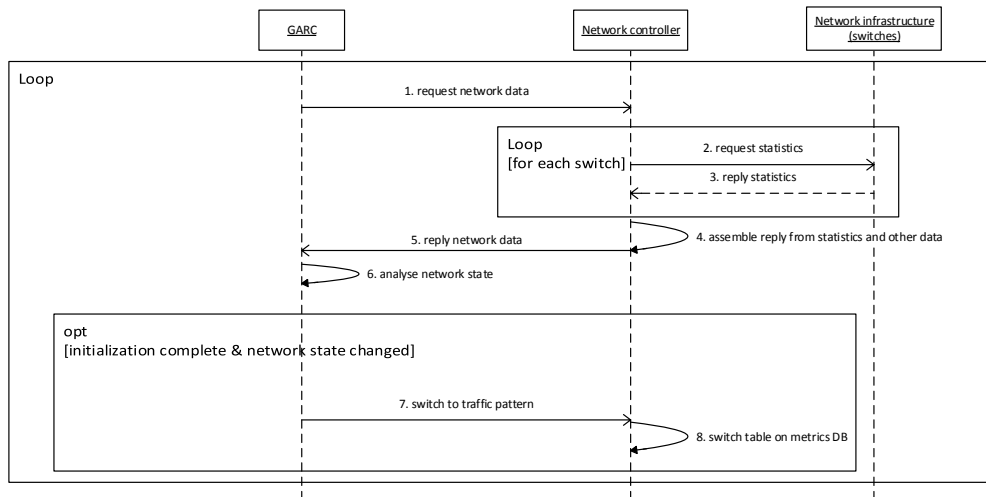 GARC
Network controller
Network infrastructure
(switches)
Loop
1. request network data
Loop
[for each switch]
2. request statistics
3. reply statistics
4. assemble reply from statistics and other data
5. reply network data
6. analyse network state
opt
[initialization complete & network state changed]
7. switch to traffic pattern
8. switch table on metrics DB